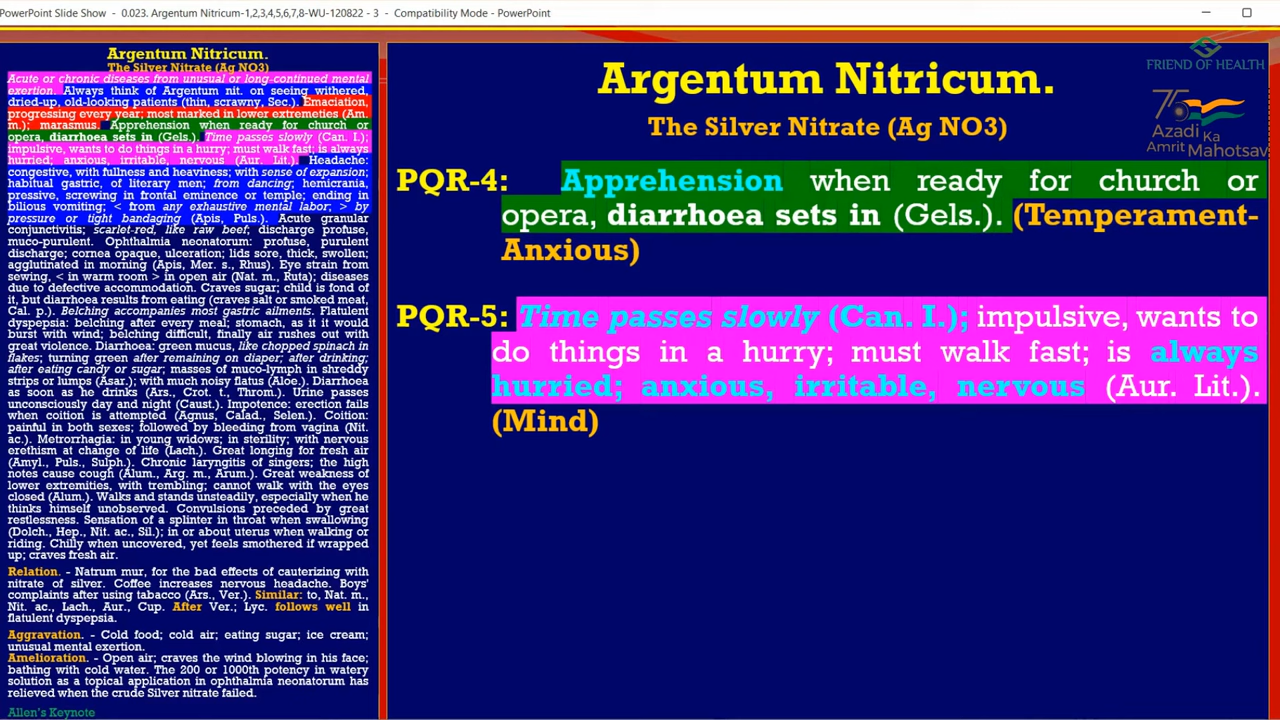 PowerPoint Slide Show - 0.023. Argentum Nitricum-1,2,3,4,5,6,7,8-WU-120822 - 3 - Compatibility Mode - PowerPoint
Argentum Nitricum.
The Silver Nitrate (Ag NO3)
Acute or chronic diseases from unusual or long-continued mental
exertion. Always think of Argentum nit. on seeing withered,
dried-up, old-looking patients (thin, scrawny, Sec.). Emaciation,
progressing every year; most marked in lower extremeties (Am.
m.); marasmus. Apprehension when ready for church or
opera, diarrhoea sets in (Gels.). Time passes slowly (Can. I.);
impulsive, wants to do things in a hurry; must walk fast; is always
hurried; anxious, irritable, nervous (Aur. Lit.). Headache:
congestive, with fullness and heaviness; with sense of expansion;
habitual gastric, of literary men; from dancing; hemicrania,
pressive, screwing in frontal eminence or temple; ending in
bilious vomiting; < from any exhaustive mental labor; > by
pressure or tight bandaging (Apis, Puls.). Acute granular
conjunctivitis; scarlet-red, like raw beef; discharge profuse,
muco-purulent. Ophthalmia neonatorum: profuse, purulent
discharge; cornea opaque, ulceration; lids sore, thick, swollen;
agglutinated in morning (Apis, Mer. s., Rhus). Eye strain from
sewing, < in warm room > in open air (Nat. m., Ruta); diseases
due to defective accommodation. Craves sugar; child is fond of
it, but diarrhoea results from eating (craves salt or smoked meat,
Cal. p.). Belching accompanies most gastric ailments. Flatulent
dyspepsia: belching after every meal; stomach, as if it would
burst with wind; belching difficult, finally air rushes out with
great violence. Diarrhoea: green mucus, like chopped spinach in
flakes; turning green after remaining on diaper; after drinking;
after eating candy or sugar; masses of muco-lymph in shreddy
strips or lumps (Asar.); with much noisy flatus (Aloe.). Diarrhoea
as soon as he drinks (Ars., Crot. t., Throm.). Urine passes
unconsciously day and night (Caust.). Impotence: erection fails
when coition is attempted (Agnus, Calad., Selen.). Coition:
painful in both sexes; followed by bleeding from vagina (Nit.
ac.). Metrorrhagia: in young widows; in sterility; with nervous
erethism at change of life (Lach.). Great longing for fresh air
(Amyl., Puls., Sulph.). Chronic laryngitis of singers; the high
notes cause cough (Alum., Arg. m., Arum.). Great weakness of
lower extremities, with trembling; cannot walk with the eyes
closed (Alum.). Walks and stands unsteadily, especially when he
thinks himself unobserved. Convulsions preceded by great
restlessness. Sensation of a splinter in throat when swallowing
(Dolch., Hep., Nit. ac., Sil.); in or about uterus when walking or
riding. Chilly when uncovered, yet feels smothered if wrapped
up; craves fresh air.
Relation. - Natrum mur, for the bad effects of cauterizing with
nitrate of silver. Coffee increases nervous headache. Boys'
complaints after using tabacco (Ars., Ver.). Similar: to, Nat. m.,
Nit. ac., Lach., Aur., Cup. After Ver.; Lyc. follows well in
flatulent dyspepsia.
Aggravation. - Cold food; cold air; eating sugar; ice cream;
unusual mental exertion.
Amelioration. - Open air; craves the wind blowing in his face;
bathing with cold water. The 200 or 1000th potency in watery
solution as a topical application in ophthalmia neonatorum has
relieved when the crude Silver nitrate failed.
Allen's Keynote
Argentum Nitricum.
The Silver Nitrate (Ag NO3)
PQR-4: Apprehension when ready for church or
opera, diarrhoea sets in (Gels.). (Temperament-
Anxious)
PQR-5: Time passes slowly (Can. I.); impulsive, wants to
do things in a hurry; must walk fast; is always
hurried; anxious, irritable, nervous (Aur. Lit.).
(Mind)
FRIEND OF HEALTH
75
Azadi
Ka
Amrit Mahotsav